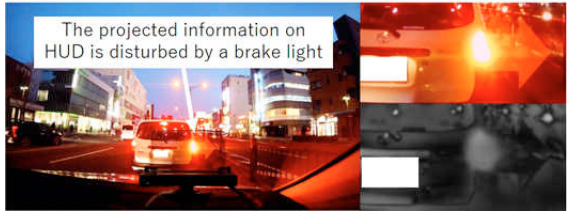 The projected information on
HUD is disturbed by a brake light